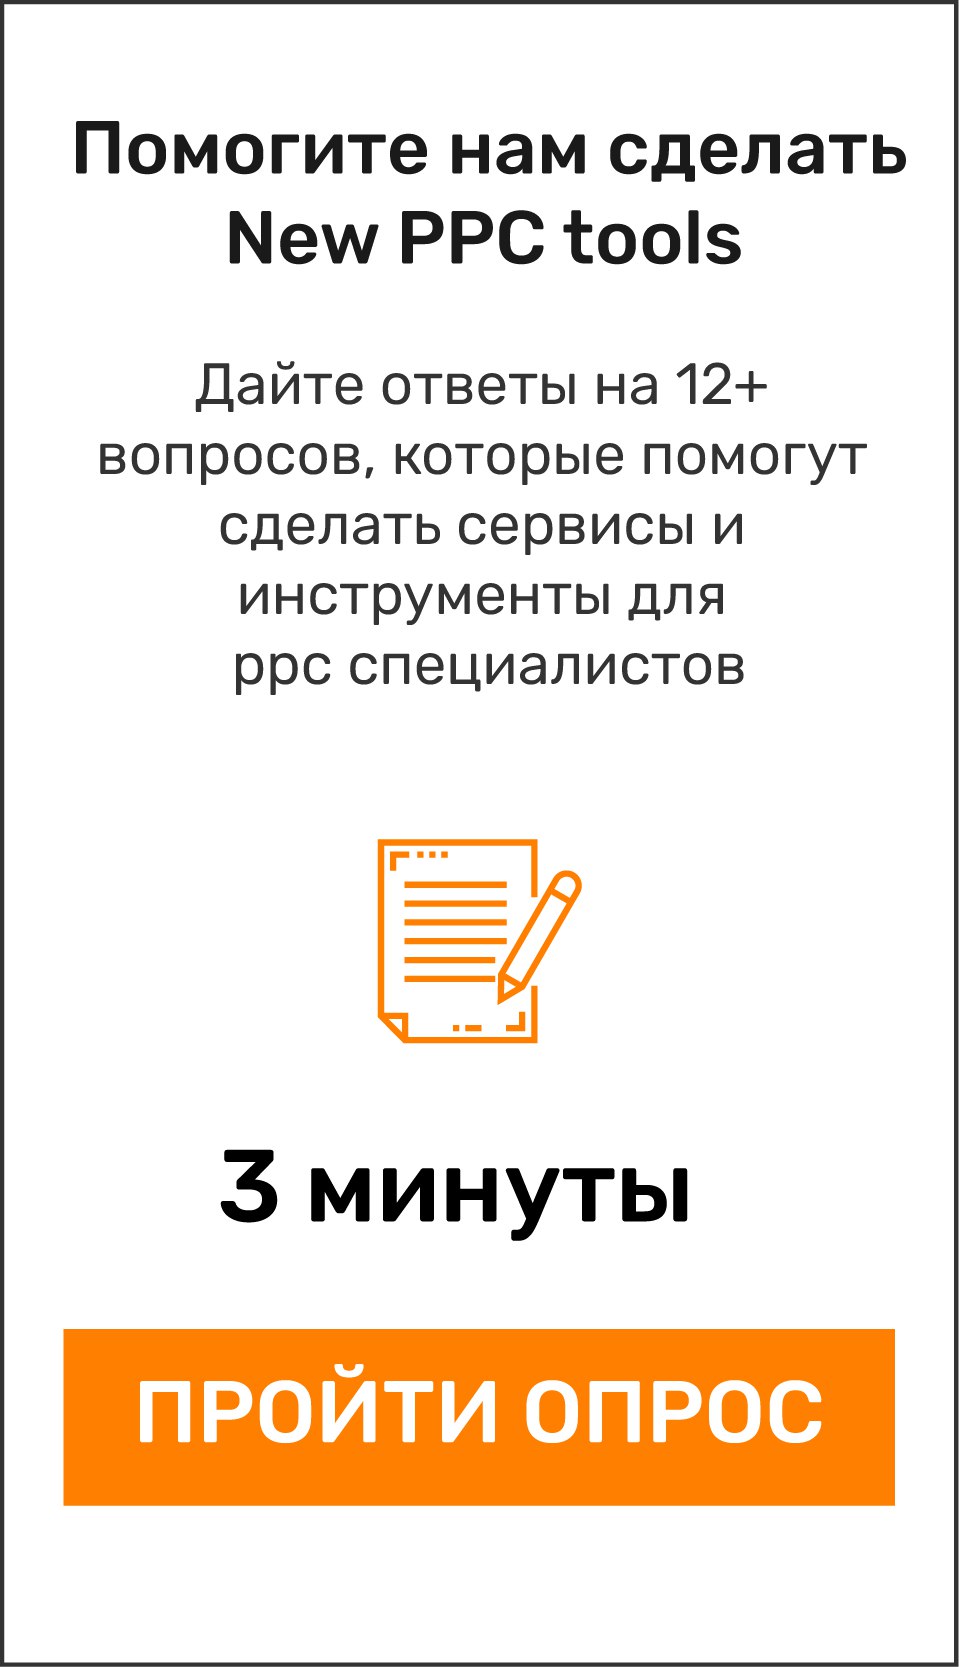 Помогите нам сделать
New PPC tools
Дайте ответы на 12+
вопросов, которые помогут
сделать сервисы и
инструменты для
ppc специалистов
3 минуты
ПРОЙТИ ОПРОС